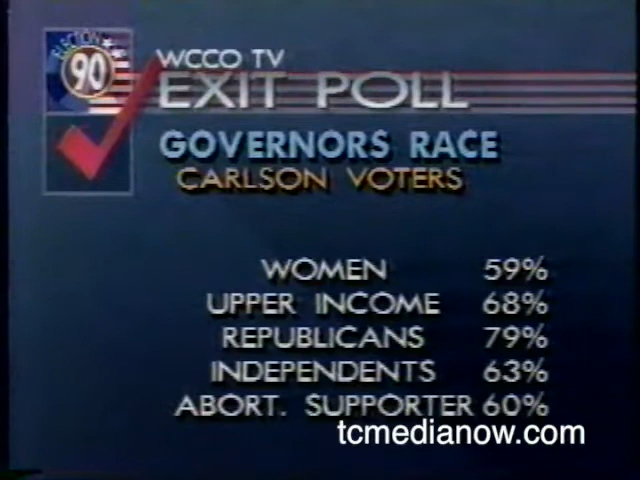 ELECTION
90
WCCO TV
EXIT POLL
GOVERNORS RACE
CARLSON VOTERS
WOMEN 59%
UPPER INCOME 68%
REPUBLICANS 79%
INDEPENDENTS 63%
ABORT. SUPPORTER 60%
tcmedianow.com